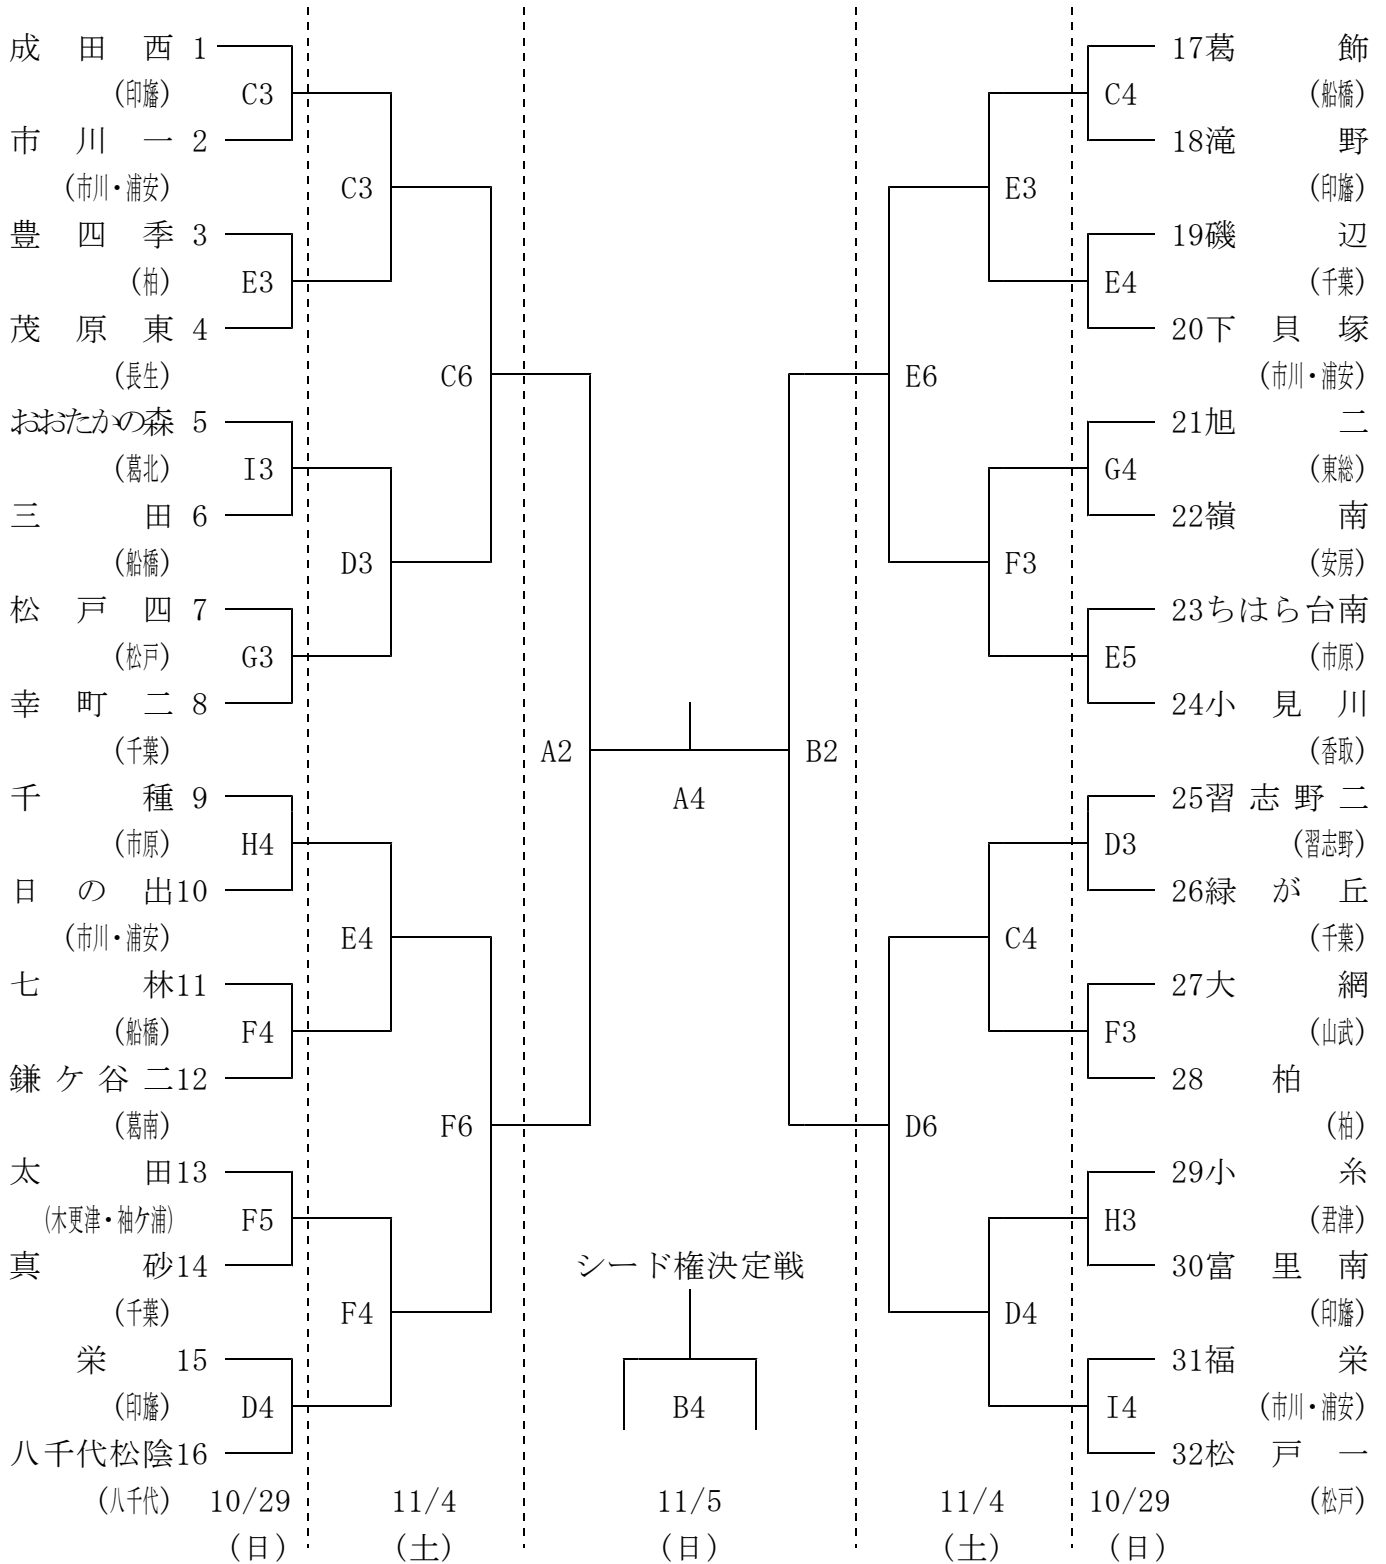 成田西 1
(印旛)
C3
市川一 2
(市川・浦安)
C3
豊四季 3
(柏)
E3
茂原東 4
(長生)
C6
おおたかの森 5
(葛北)
I3
三田 6
(船橋)
D3
松戸四 7
(松戸)
G3
幸町二 8
(千葉)
A2
千種 9
(市原)
H4
日の出10
(市川・浦安)
E4
七林11
(船橋)
F4
鎌ケ谷二12
(葛南)
F6
太田13
(木更津・袖ケ浦)
F5
真砂14
(千葉)
F4
栄 15
(印旛)
D4
八千代松陰16
(八千代)
A4
シード権決定戦
B4
17葛飾
C4
(船橋)
18滝野
E3
(印旛)
19磯辺
E4
(千葉)
20下貝塚
E6
(市川・浦安)
21旭二
G4
(東総)
22嶺南
F3
(安房)
23ちはら台南
E5
(市原)
24小見川
B2
(香取)
25習志野二
D3
(習志野)
26緑が丘
C4
(千葉)
27大網
F3
(山武)
28 柏
D6
(柏)
29小糸
H3
(君津)
30富里南
D4
(印旛)
31福栄
I4
(市川・浦安)
32松戸一
(松戸)
10/29 11/4 11/5 11/4 10/29
(日) (土) (日) (土) (日)